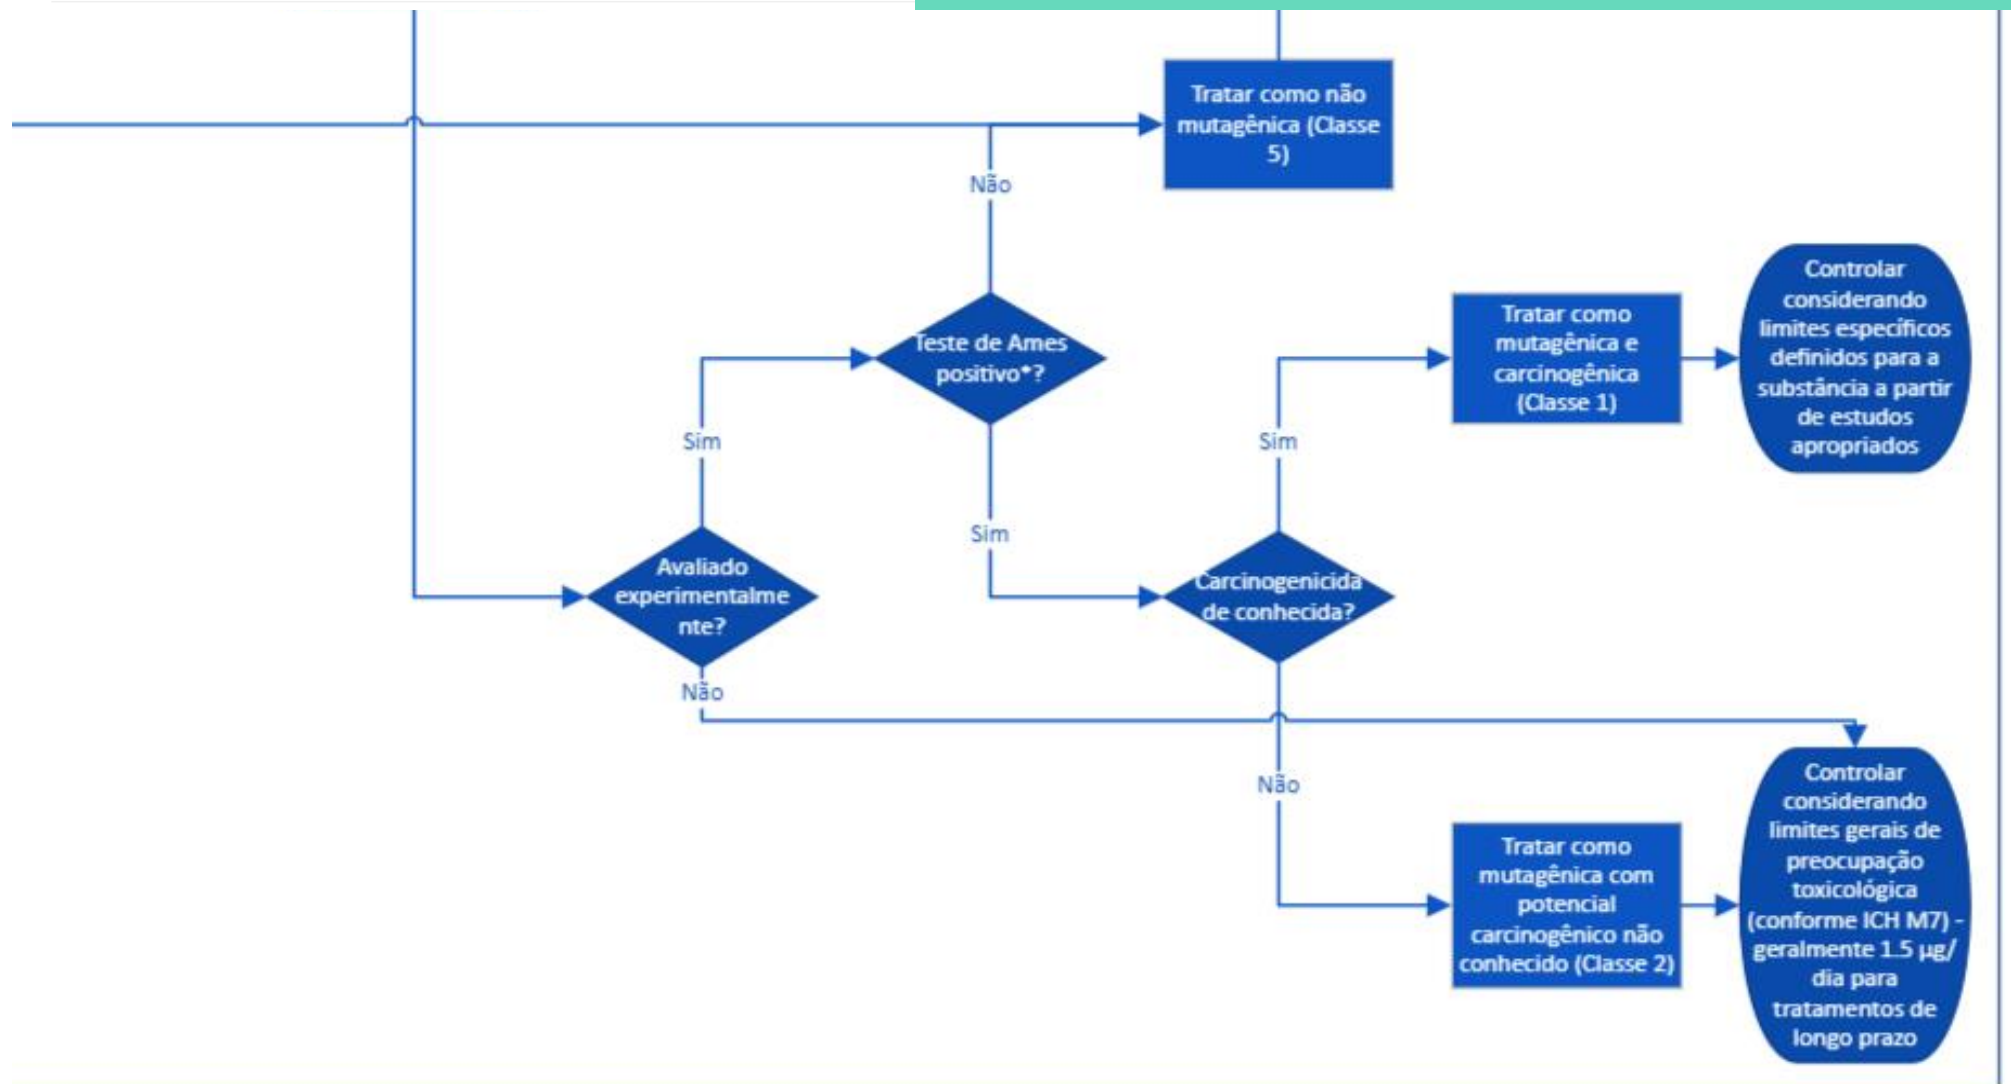 Tratar como não
mutagênica (Classe
5)
Não
Controlar
considerando
limites específicos
definidos para a
substância a partir
de estudos
apropriados
Tratar como
mutagênica e
carcinogênica
(Classe 1)
Teste de Ames
positivo*?
Sim
Sim
Sim
Avaliado
experimentalme
nte?
Carcinogenicida
de conhecida?
Não
Não
Controlar
considerando
limites gerais de
preocupação
toxicológica
(conforme ICH M7) -
geralmente 1.5 µg/
dia para
tratamentos de
longo prazo
Tratar como
mutagênica com
potencial
carcinogênico não
conhecido (Classe 2)